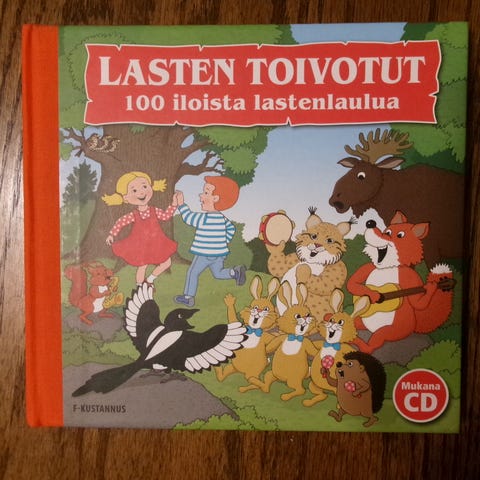 LASTEN TOIVOTUT
100 iloista lastenlaulua
F-KUSTANNUS
Mukana
CD